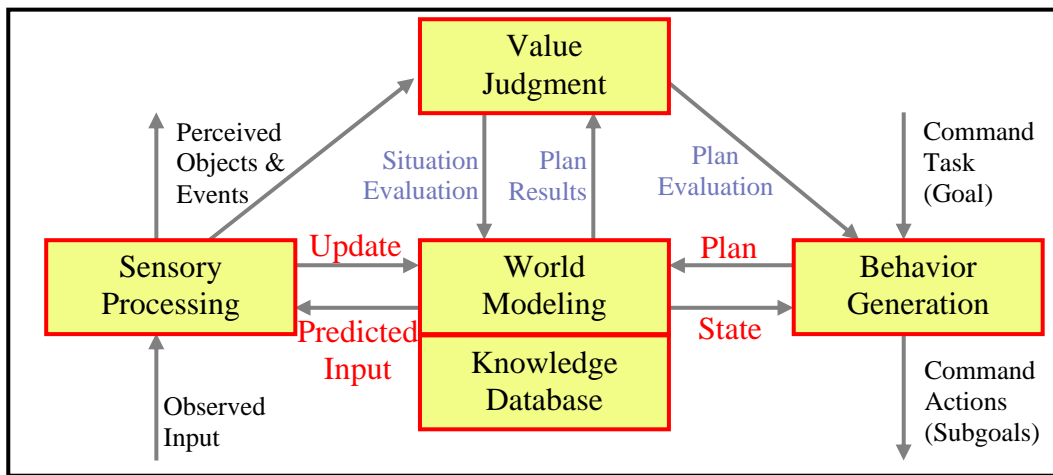 Value
Judgment
Perceived
Objects &
Events
Situation
Evaluation
Plan
Results
Plan
Evaluation
Command
Task
(Goal)
Sensory
Processing
Update
Predicted
Input
World
Modeling
Plan
State
Behavior
Generation
Knowledge
Database
Observed
Input
Command
Actions
(Subgoals)